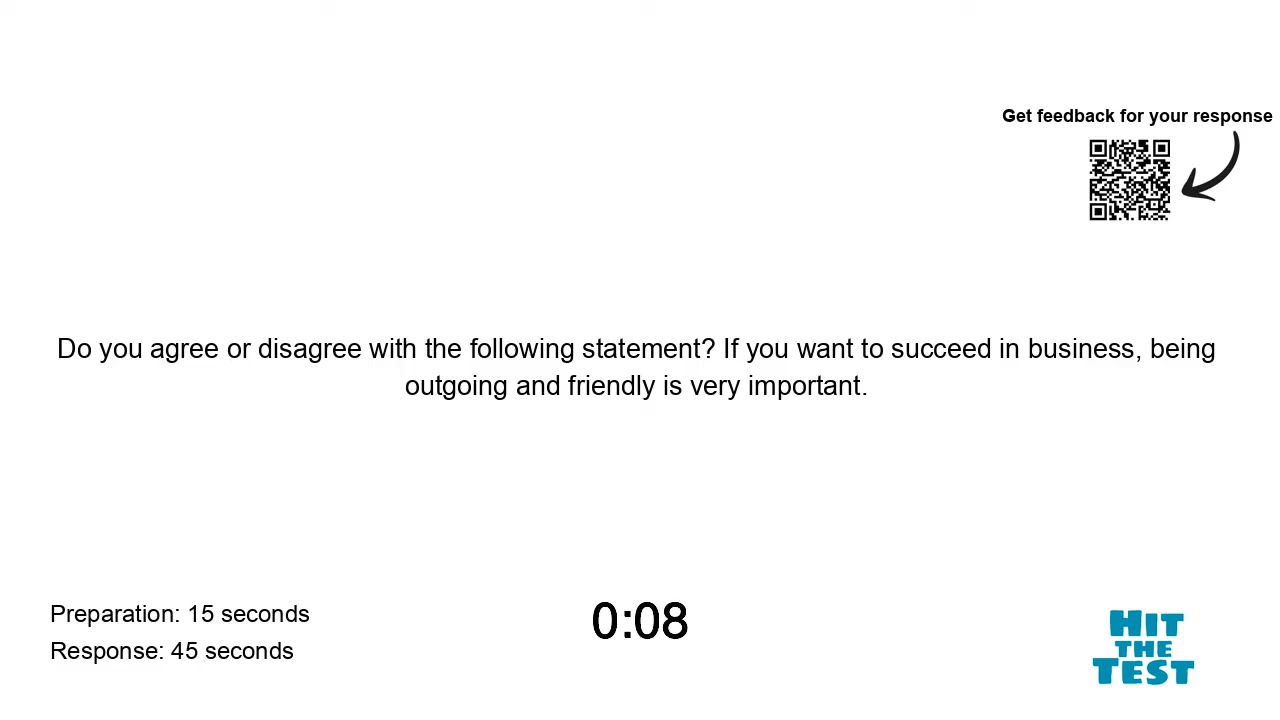 Get feedback for your response
Do you agree or disagree with the following statement? If you want to succeed in business, being
outgoing and friendly is very important.
Preparation: 15 seconds
Response: 45 seconds
0:08
HIT
THE
TEST